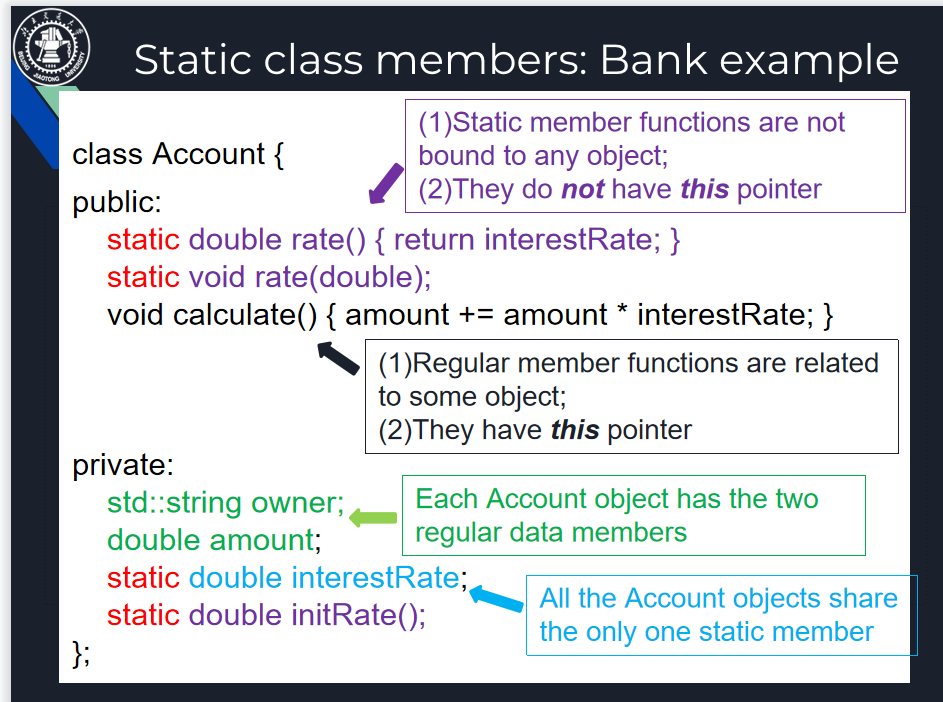 Static class members: Bank example
class Account {
public:
static double rate() { return interestRate; }
static void rate(double);
void calculate() { amount += amount * interestRate; }
(1)Static member functions are not
bound to any object;
(2)They do not have this pointer
(1)Regular member functions are related
to some object;
(2)They have this pointer
private:
std::string owner;
double amount;
static double interestRate;
static double initRate();
};
Each Account object has the two
regular data members
All the Account objects share
the only one static member